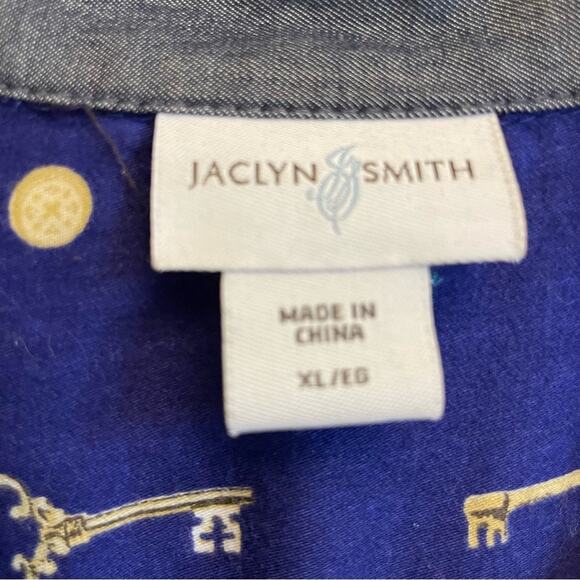 JACLYN SMITH
MADE IN
CHINA
XL/EG